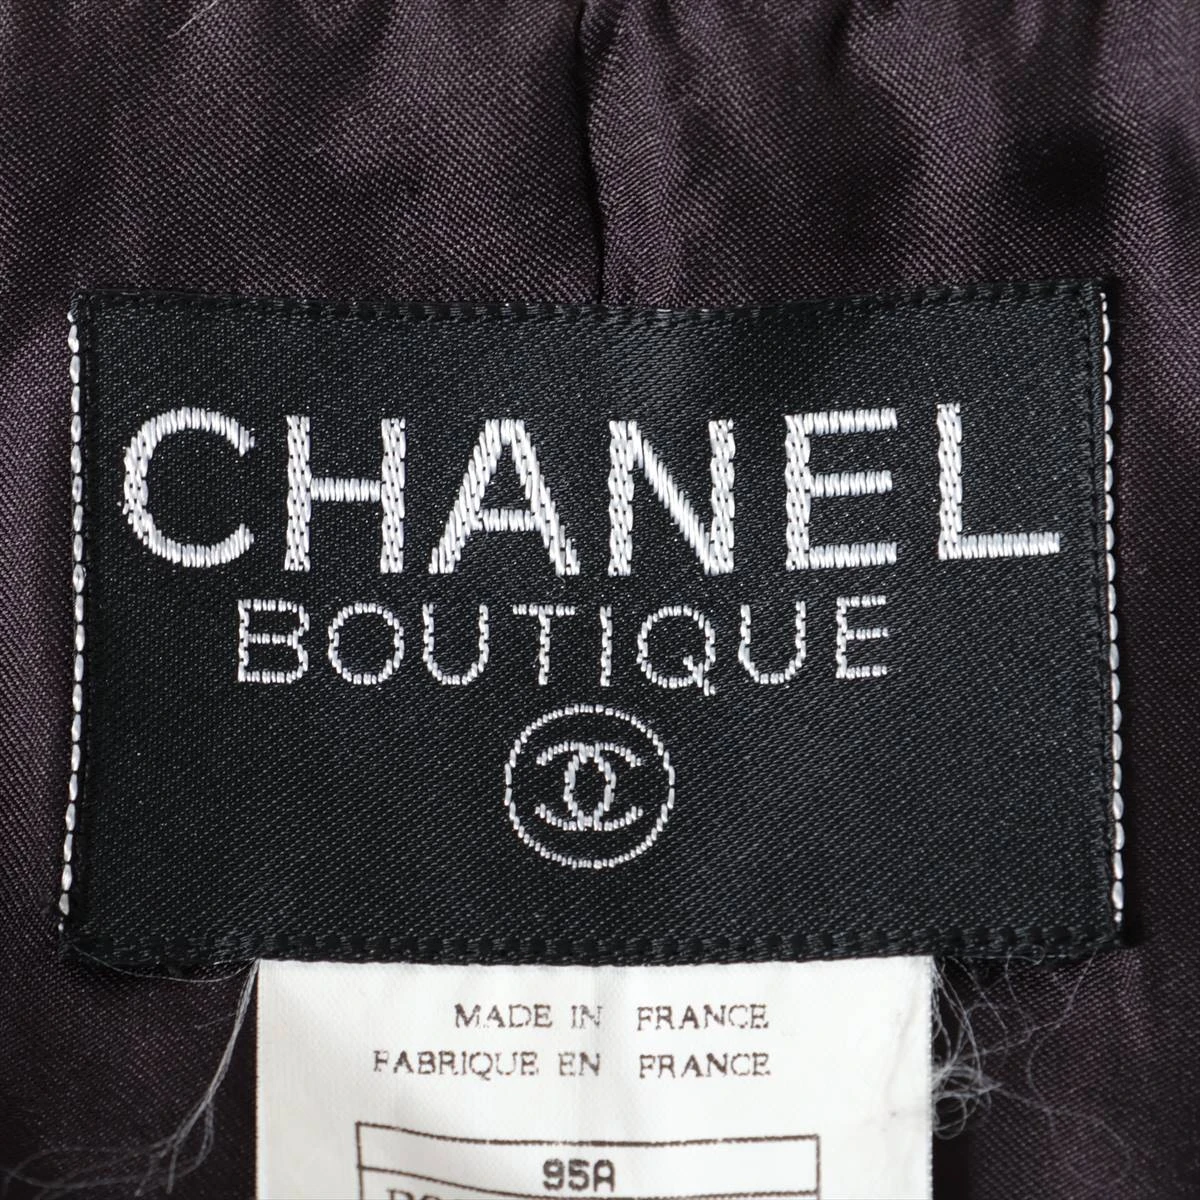 CHANEL
BOUTIQUE
MADE IN FRANCE
FABRIQUE EN FRANCE
95A